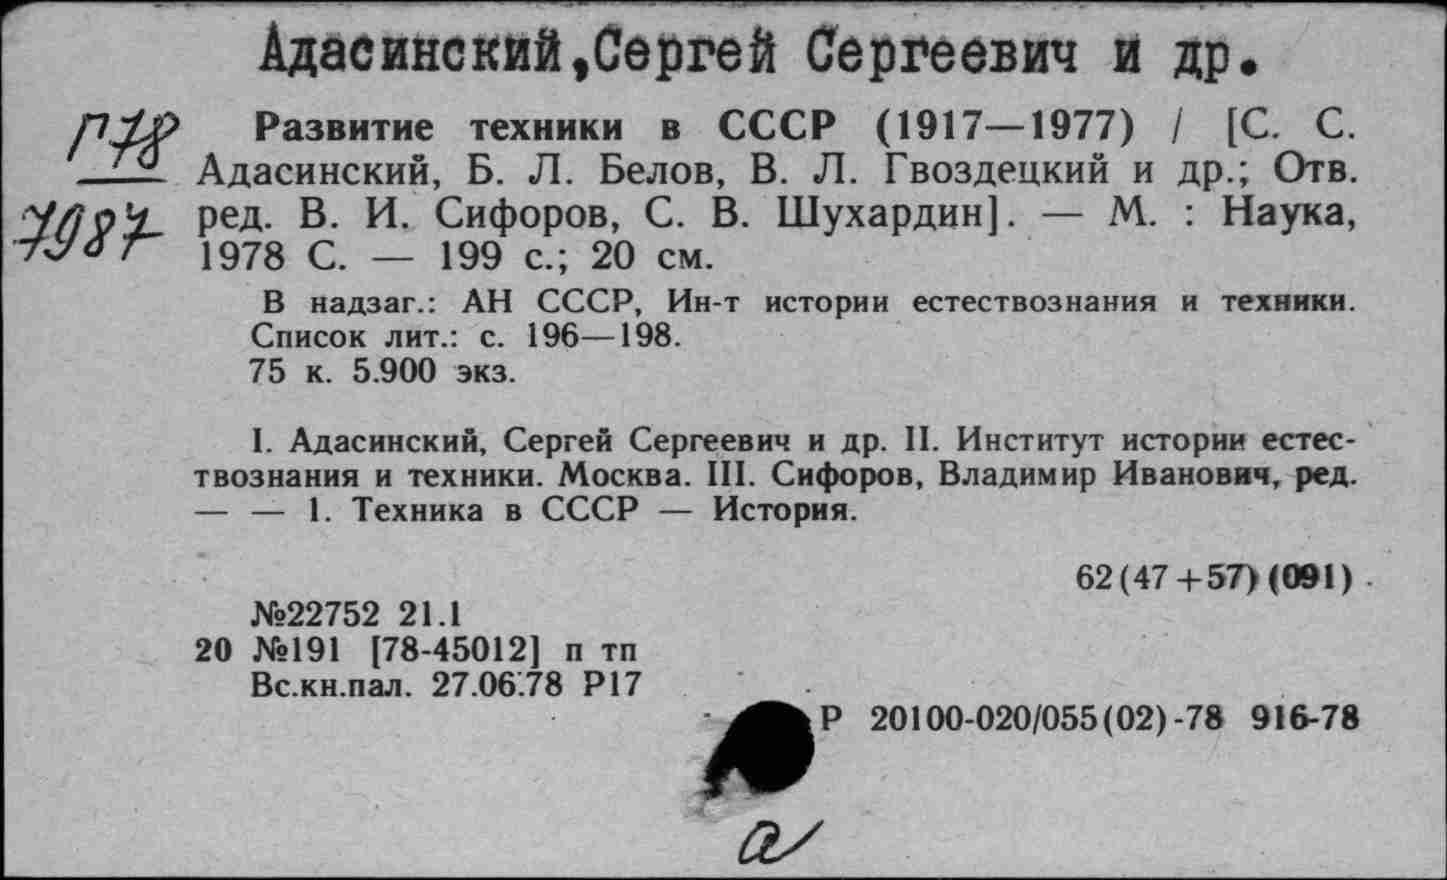 Адасинский,Сергей Сергеевич и др.
П78
7987
Развитие техники в СССР (1917—1977) / [С. С.
Адасинский, Б. Л. Белов, В. Л. Гвоздецкий и др.; Отв.
ред. В. И. Сифоров, С. В. Шухардин]. — М. : Наука,
1978 С. — 199 с.; 20 см.
В надзаг.: АН СССР, Ин-т истории естествознания и техники.
Список лит.: с. 196—198.
75 к. 5.900 экз.
I. Адасинский, Сергей Сергеевич и др. II. Институт истории естес-
твознания и техники. Москва. III. Сифоров, Владимир Иванович, ред.
— — 1. Техника в СССР — История.
62(47+57)(091)
№22752 21.1
20 №191 [78-45012] п тп
Вс.кн.пал. 27.06.78 Р17
Р 20100-020/055(02)-78 916-78
а